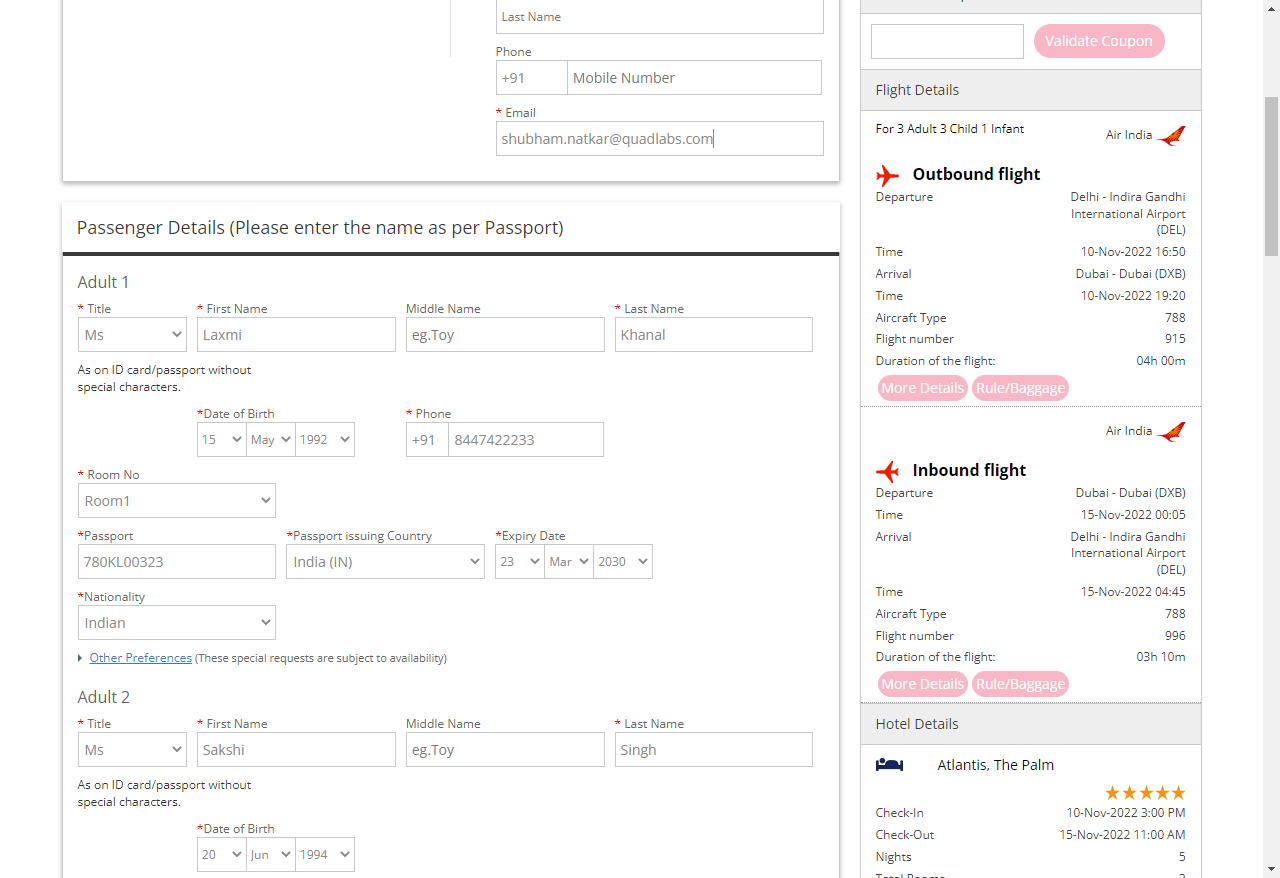 Last Name
Phone
+91 Mobile Number
* Email
shubham.natkar@quadlabs.com
Passenger Details (Please enter the name as per Passport)
Adult 1
* Title * First Name Middle Name * Last Name
Ms Laxmi eg.Toy Khanal
As on ID card/passport without
special characters.
*Date of Birth * Phone
15 May 1992 +91 8447422233
* Room No
Room1
*Passport *Passport issuing Country *Expiry Date
780KL00323 India (IN) 23 Mar 2030
*Nationality
Indian
Other Preferences (These special requests are subject to availability)
Adult 2
* Title * First Name Middle Name * Last Name
Ms Sakshi eg.Toy Singh
As on ID card/passport without
special characters.
*Date of Birth
20 Jun 1994
Validate Coupon
Flight Details
For 3 Adult 3 Child 1 Infant Air India
Outbound flight
Departure Delhi - Indira Gandhi
International Airport
(DEL)
Time 10-Nov-2022 16:50
Arrival Dubai - Dubai (DXB)
Time 10-Nov-2022 19:20
Aircraft Type 788
Flight number 915
Duration of the flight: 04h 00m
More Details Rule/Baggage
Air India
Inbound flight
Departure Dubai - Dubai (DXB)
Time 15-Nov-2022 00:05
Arrival Delhi - Indira Gandhi
International Airport
(DEL)
Time 15-Nov-2022 04:45
Aircraft Type 788
Flight number 996
Duration of the flight: 03h 10m
More Details Rule/Baggage
Hotel Details
Atlantis, The Palm
Check-In 10-Nov-2022 3:00 PM
Check-Out 15-Nov-2022 11:00 AM
Nights 5